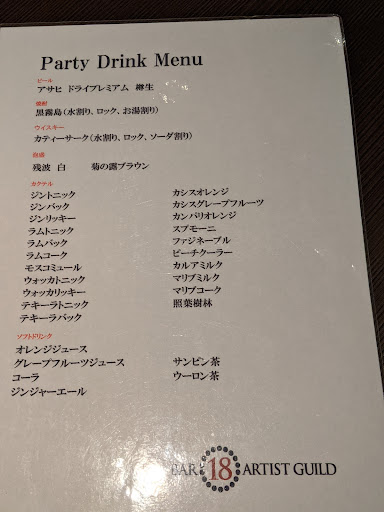 Party Drink Menu
ビール
アサヒ ドライプレミアム 樽生
焼酎
黒霧島（水割り、ロック、お湯割り）
ウイスキー
カティーサーク（水割り、ロック、ソーダ割り）
泡盛
残波 白 菊の露ブラウン
カクテル
ジントニック
ジンバック
ジンリッキー
ラムトニック
ラムバック
ラムコーク
モスコミュール
ウォッカトニック
ウォッカリッキー
テキーラトニック
テキーラバック
カシスオレンジ
カシスグレープフルーツ
カンパリオレンジ
スプモーニ
ファジネーブル
ピーチクーラー
カルアミルク
マリブミルク
マリブコーク
照葉樹林
ソフトドリンク
オレンジジュース
グレープフルーツジュース
コーラ
ジンジャーエール
サンピン茶
ウーロン茶
BAR 18 ARTIST GUILD